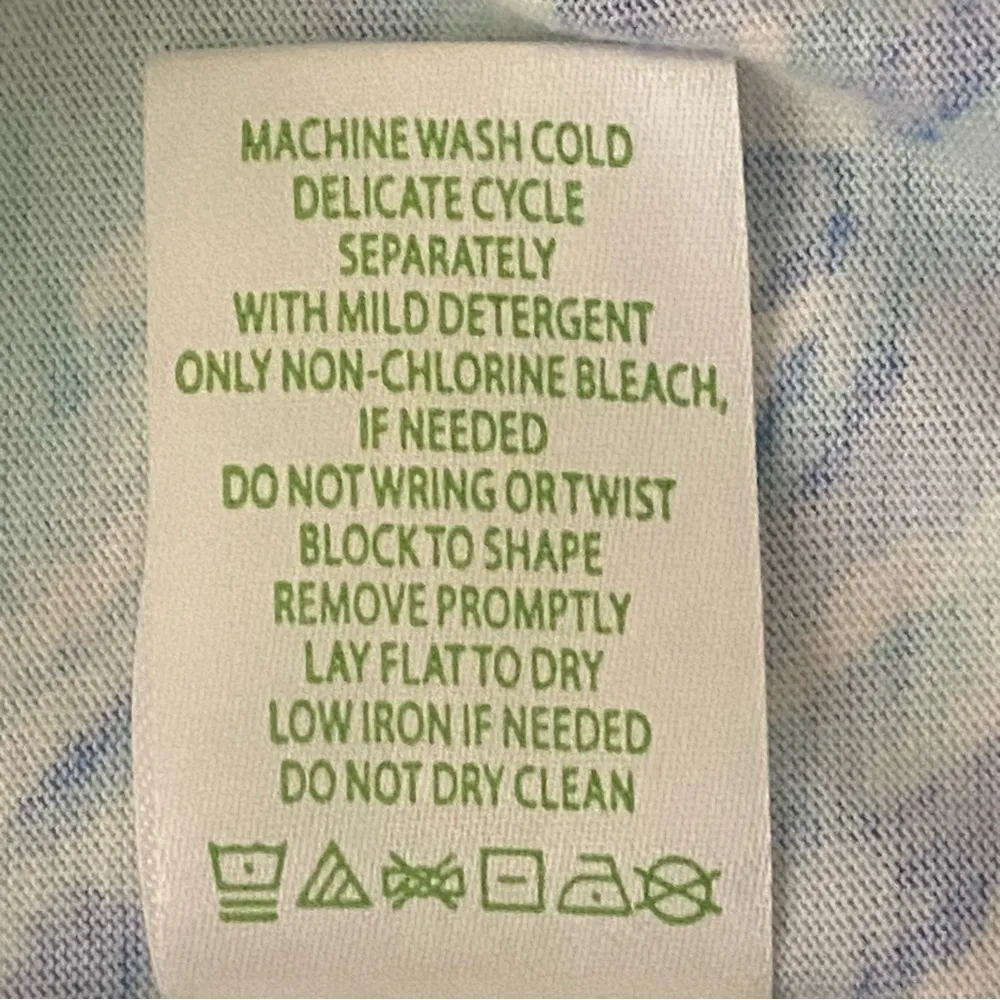 MACHINE WASH COLD
DELICATE CYCLE
SEPARATELY
WITH MILD DETERGENT
ONLY NON-CHLORINE BLEACH,
IF NEEDED
DO NOT WRING OR TWIST
BLOCK TO SHAPE
REMOVE PROMPTLY
LAY FLAT TO DRY
LOW IRON IF NEEDED
DO NOT DRY CLEAN